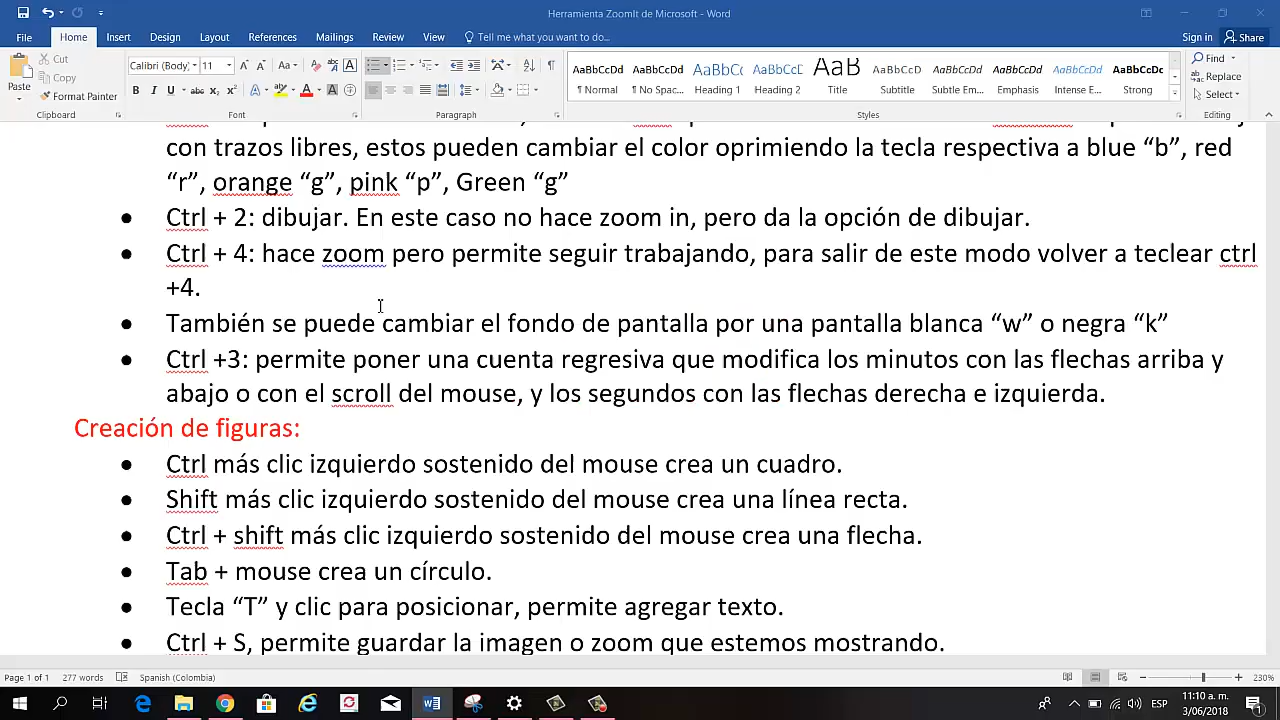 Herramienta ZoomIt de Microsoft - Word
File Home Insert Design Layout References Mailings Review View Tell me what you want to do... Sign in Share
Paste Cut Copy Format Painter
Calibri (Body) 11
AaBbCcDc AaBbCcDc AaBbCc AaBbCcE AaB AaBbCcD AaBbCcDc AaBbCcDc AaBbCcDc AaBbCcDc
¶ Normal ¶ No Spac... Heading 1 Heading 2 Title Subtitle Subtle Em... Emphasis Intense E... Strong
Find Replace Select
Clipboard Font Paragraph Styles Editing
con trazos libres, estos pueden cambiar el color oprimiendo la tecla respectiva a blue “b”, red
“r”, orange “g”, pink “p”, Green “g”
• Ctrl + 2: dibujar. En este caso no hace zoom in, pero da la opción de dibujar.
• Ctrl + 4: hace zoom pero permite seguir trabajando, para salir de este modo volver a teclear ctrl
+4.
• También se puede cambiar el fondo de pantalla por una pantalla blanca “w” o negra “k”
• Ctrl +3: permite poner una cuenta regresiva que modifica los minutos con las flechas arriba y
abajo o con el scroll del mouse, y los segundos con las flechas derecha e izquierda.
Creación de figuras:
• Ctrl más clic izquierdo sostenido del mouse crea un cuadro.
• Shift más clic izquierdo sostenido del mouse crea una línea recta.
• Ctrl + shift más clic izquierdo sostenido del mouse crea una flecha.
• Tab + mouse crea un círculo.
• Tecla “T” y clic para posicionar, permite agregar texto.
• Ctrl + S, permite guardar la imagen o zoom que estemos mostrando.
Page 1 of 1 277 words Spanish (Colombia) 230%
ESP 11:10 a. m.
3/06/2018